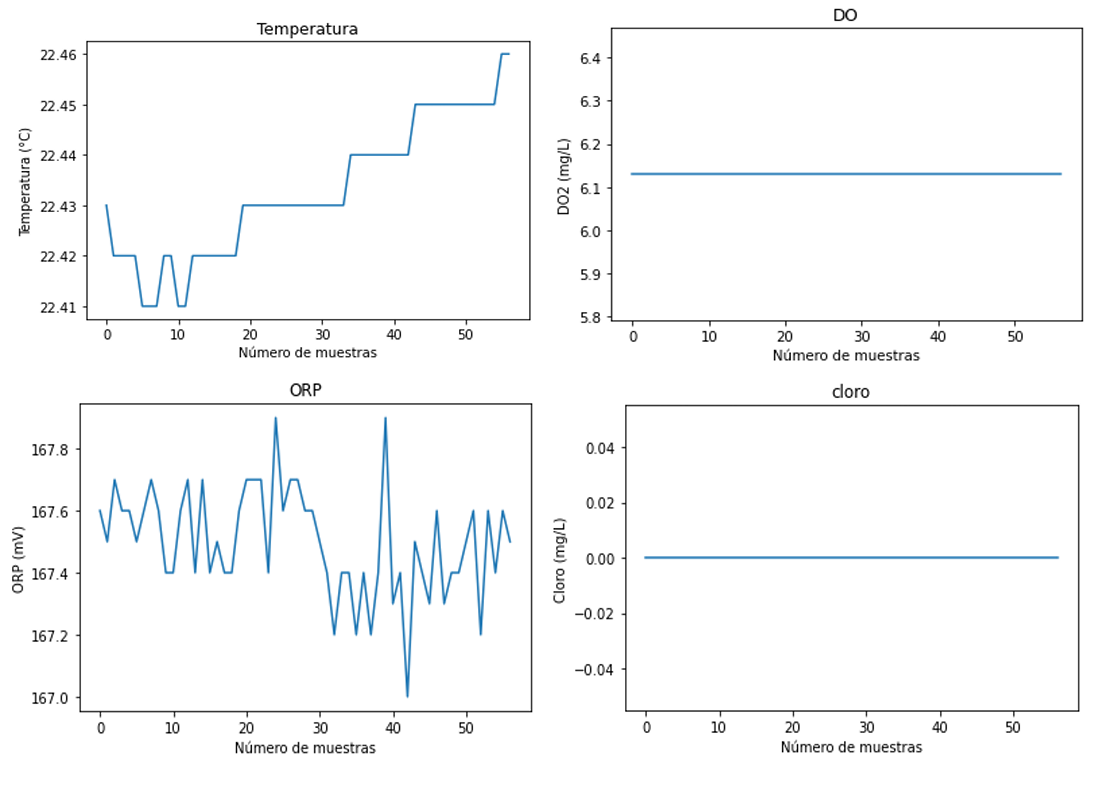 Temperatura
Temperatura (°C)
22.46
22.45
22.44
22.43
22.42
22.41
0 10 20 30 40 50
Número de muestras
DO
DO2 (mg/L)
6.4
6.3
6.2
6.1
6.0
5.9
5.8
0 10 20 30 40 50
Número de muestras
ORP
ORP (mV)
167.8
167.6
167.4
167.2
167.0
0 10 20 30 40 50
Número de muestras
cloro
Cloro (mg/L)
0.04
0.02
0.00
−0.02
−0.04
0 10 20 30 40 50
Número de muestras